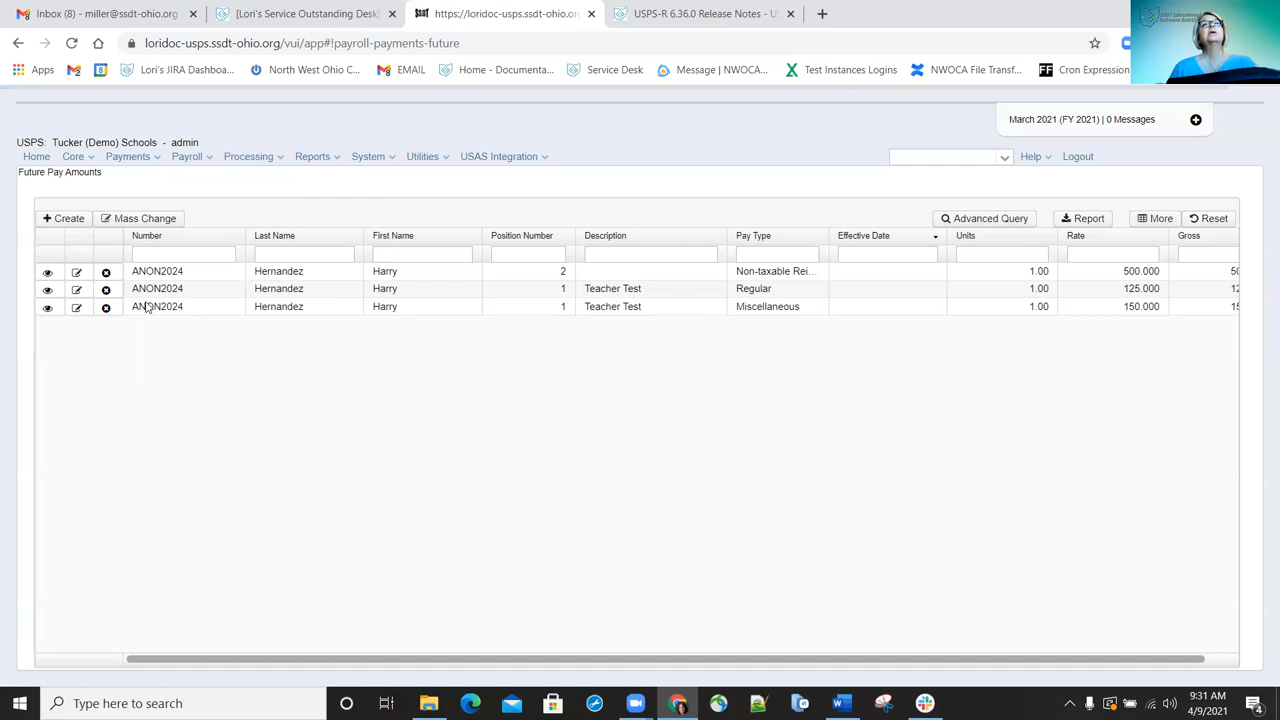 Inbox (8) - miller@ssdt-ohio.org
[Lori's Service Outstanding Desk]
https://loridoc-usps.ssdt-ohio.org
USPS-R 6.36.0 Release Notes - U
loridoc-usps.ssdt-ohio.org/vui/app#!payroll-payments-future
Apps Lori's JIRA Dashboa... North West Ohio C... EMAIL Home - Documenta... Service Desk Message | NWOCA... Test Instances Logins NWOCA File Transf... Cron Expression
March 2021 (FY 2021) | 0 Messages
USPS: Tucker (Demo) Schools - admin
Home Core Payments Payroll Processing Reports System Utilities USAS Integration Help Logout
Future Pay Amounts
Create Mass Change Advanced Query Report More Reset
Number Last Name First Name Position Number Description Pay Type Effective Date Units Rate Gross
ANON2024 Hernandez Harry 2 Non-taxable Rei... 1.00 500.000 50
ANON2024 Hernandez Harry 1 Teacher Test Regular 1.00 125.000 12
ANON2024 Hernandez Harry 1 Teacher Test Miscellaneous 1.00 150.000 15
Type here to search
9:31 AM
4/9/2021
4